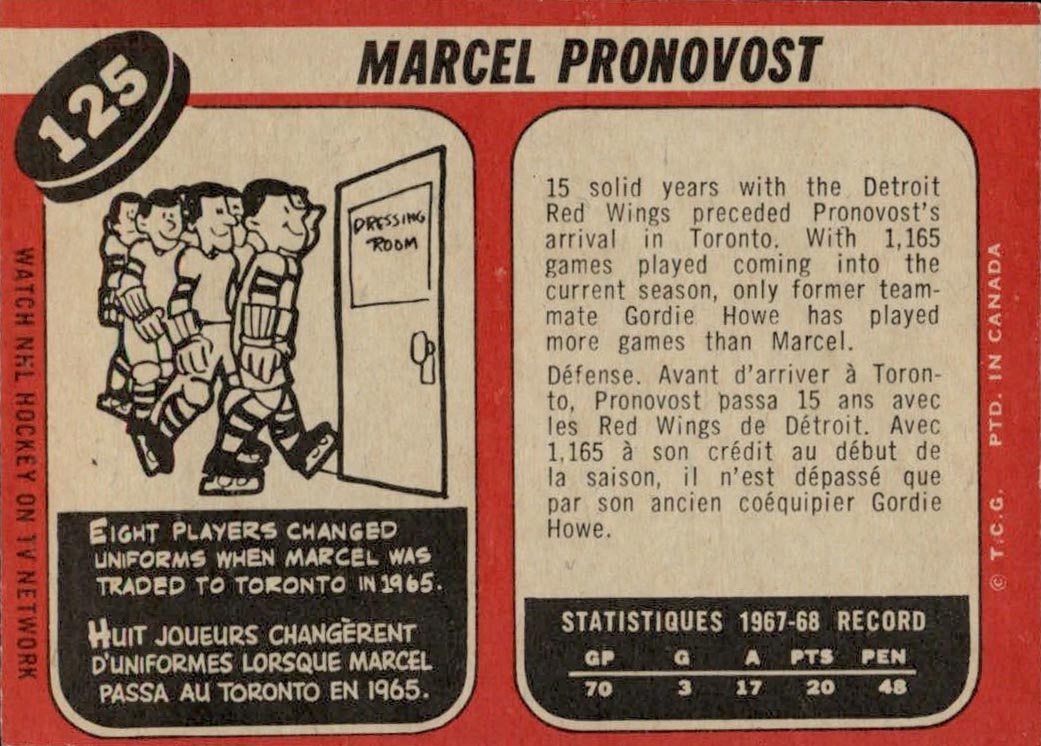 125
MARCEL PRONOVOST
WATCH NHL HOCKEY ON TV NETWORK
DRESSING
ROOM
EIGHT PLAYERS CHANGED
UNIFORMS WHEN MARCEL WAS
TRADED TO TORONTO IN 1965.
HUIT JOUEURS CHANGÈRENT
D'UNIFORMES LORSQUE MARCEL
PASSA AU TORONTO EN 1965.
15 solid years with the Detroit
Red Wings preceded Pronovost's
arrival in Toronto. With 1,165
games played coming into the
current season, only former team-
mate Gordie Howe has played
more games than Marcel.
Défense. Avant d'arriver à Toron-
to, Pronovost passa 15 ans avec
les Red Wings de Détroit. Avec
1,165 à son crédit au début de
la saison, il n'est dépassé que
par son ancien coéquipier Gordie
Howe.
STATISTIQUES 1967-68 RECORD
GP G A PTS PEN
70 3 17 20 48
© T.C.G. PTD. IN CANADA